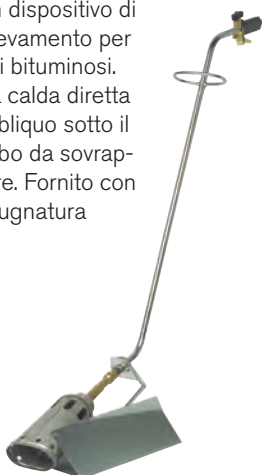 n dispositivo di
evamento per
i bituminosi.
a calda diretta
bliquo sotto il
bo da sovrap-
re. Fornito con
ugnatura